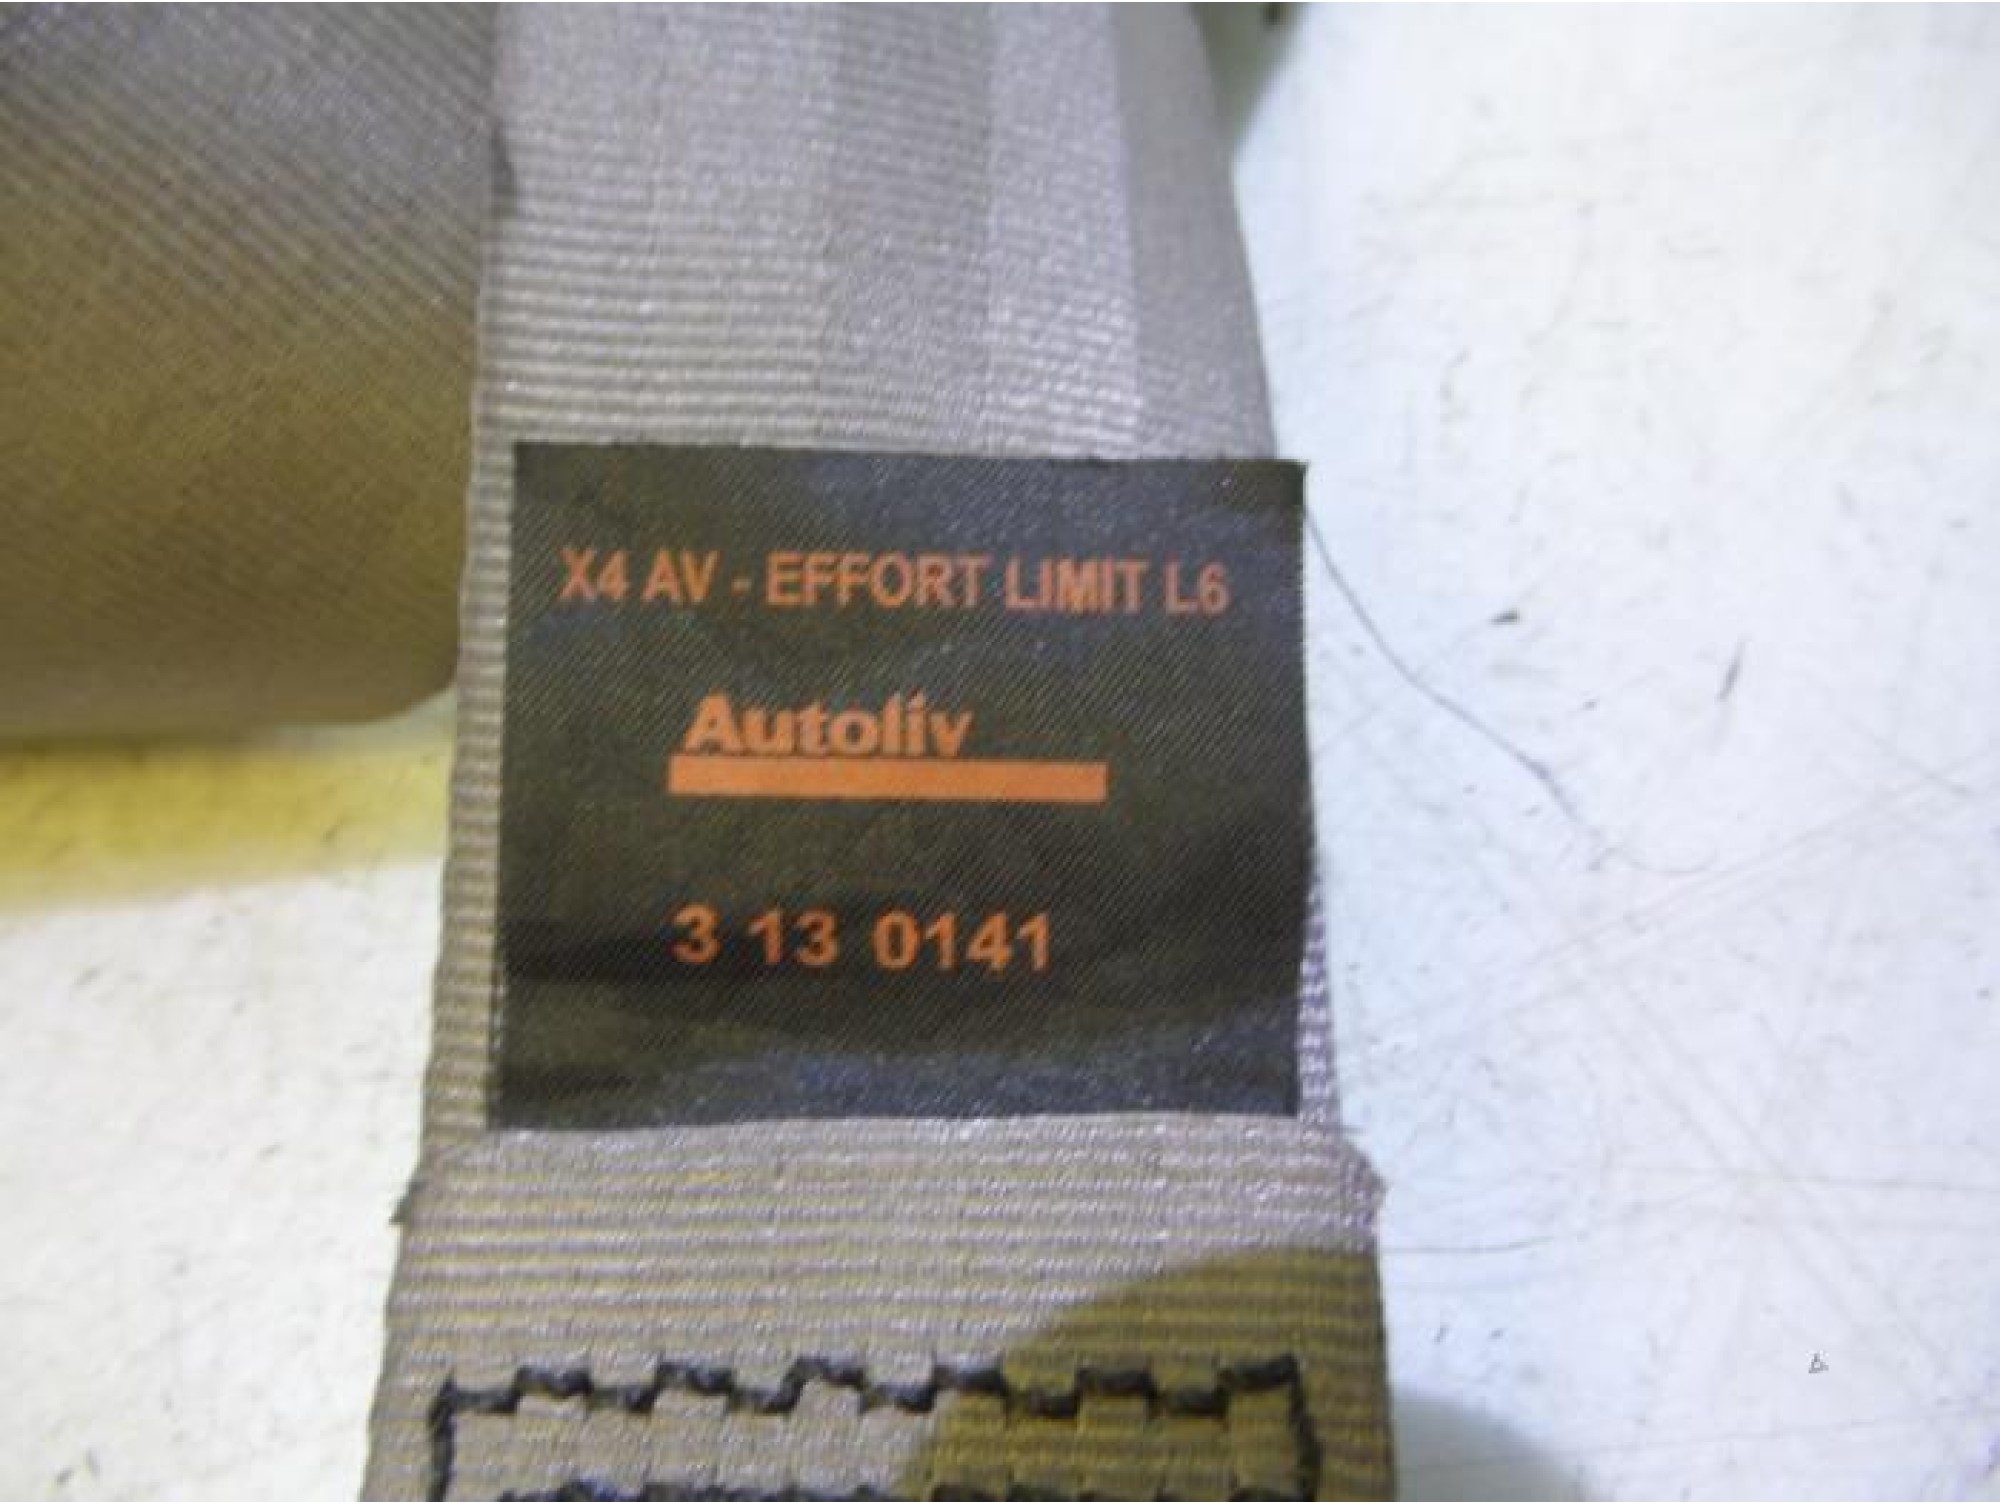 X4 AV - EFFORT LIMIT L6
Autoliv
3 13 0141